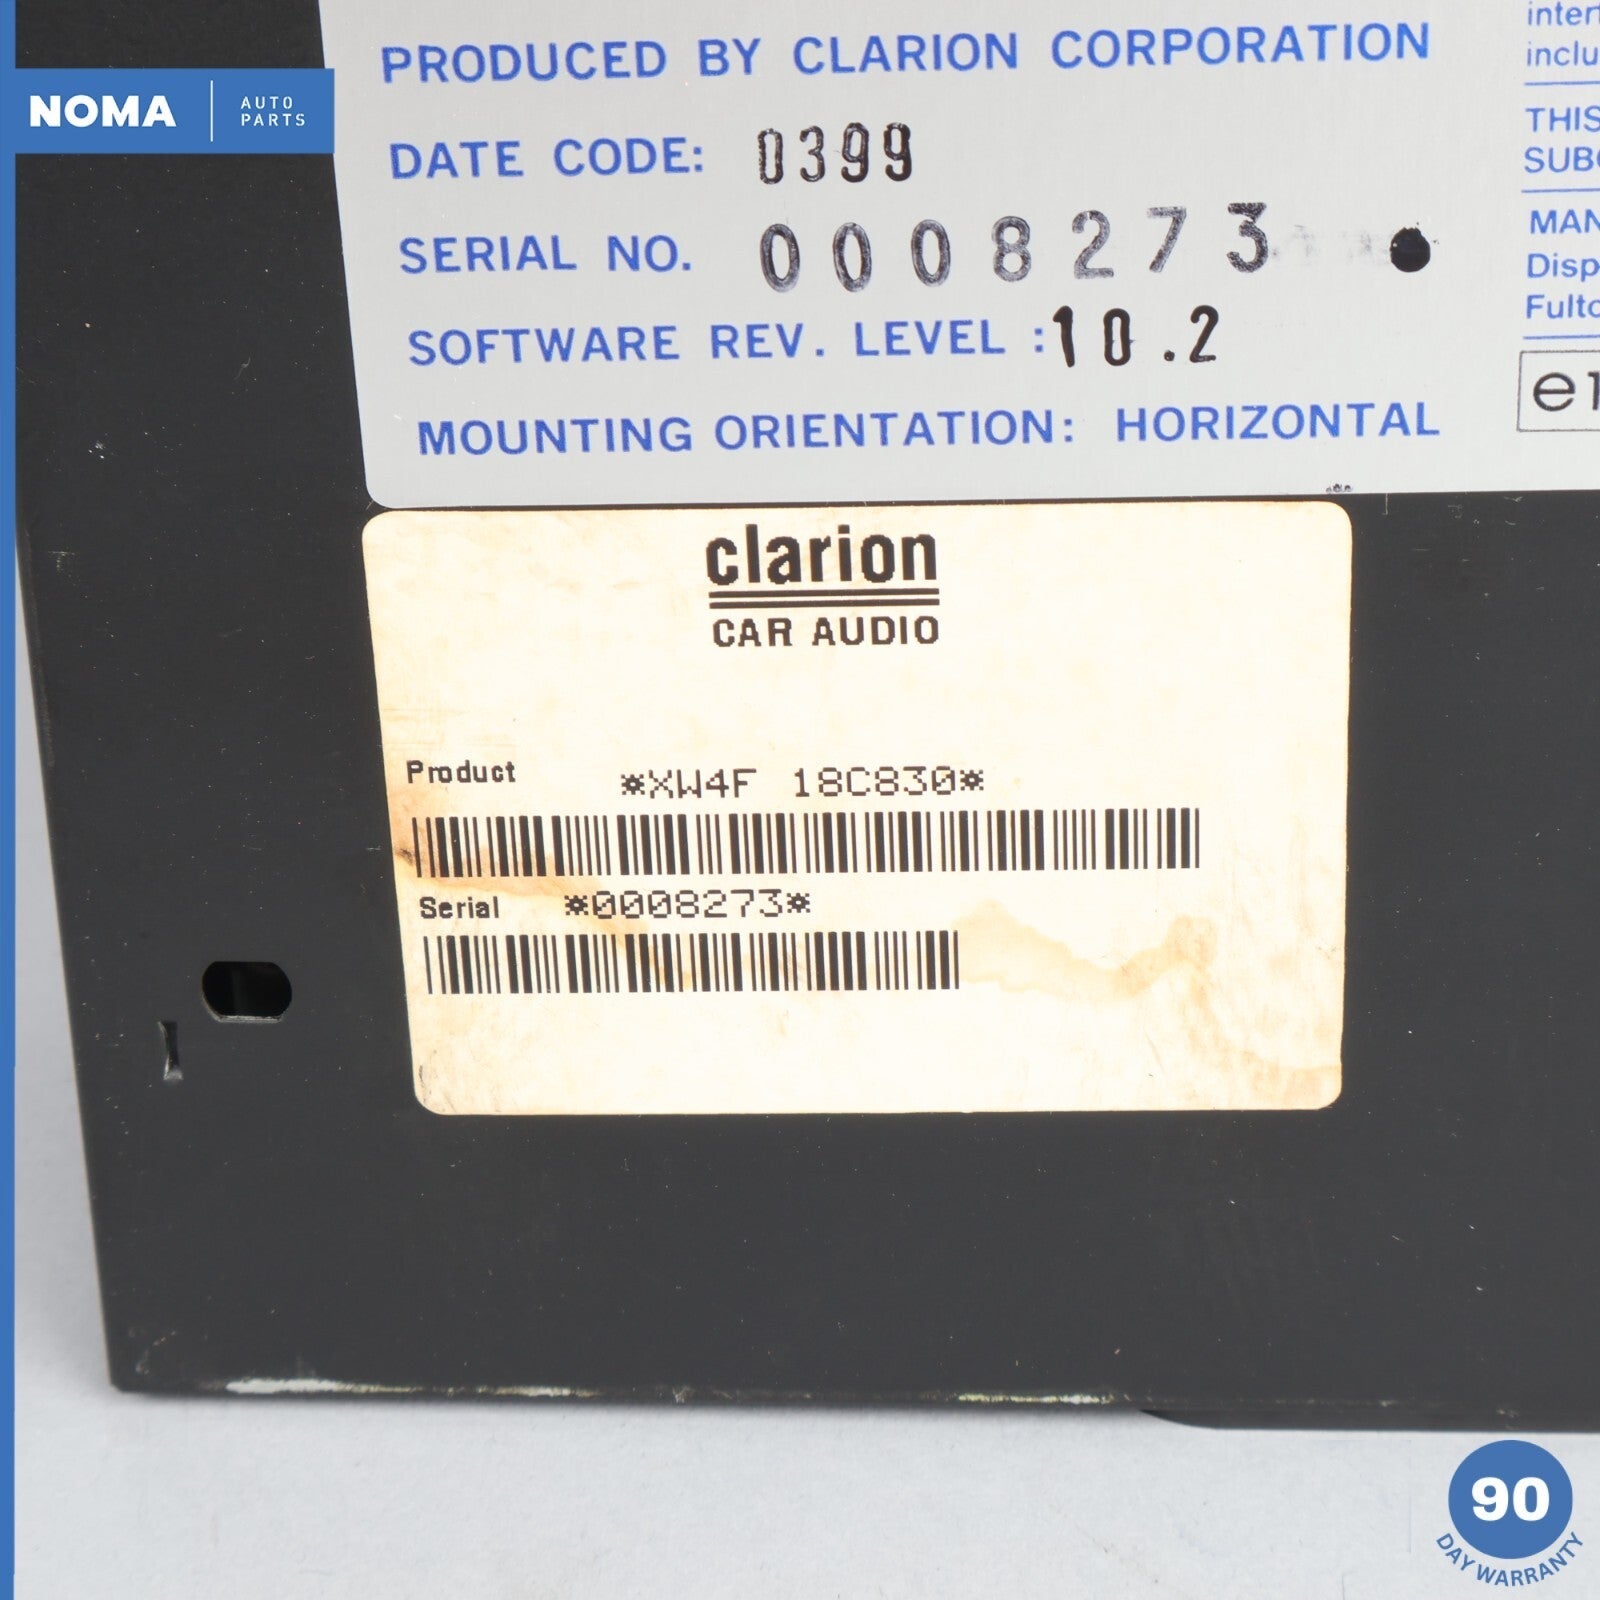 NOMA
AUTO
PARTS
PRODUCED BY CLARION CORPORATION
DATE CODE: 0399
SERIAL NO. 0008273
SOFTWARE REV. LEVEL :10.2
MOUNTING ORIENTATION: HORIZONTAL
THIS
clarion
CAR AUDIO
Product *XW4F 18C830*
Serial *0008273*
90
DAY WARRANTY